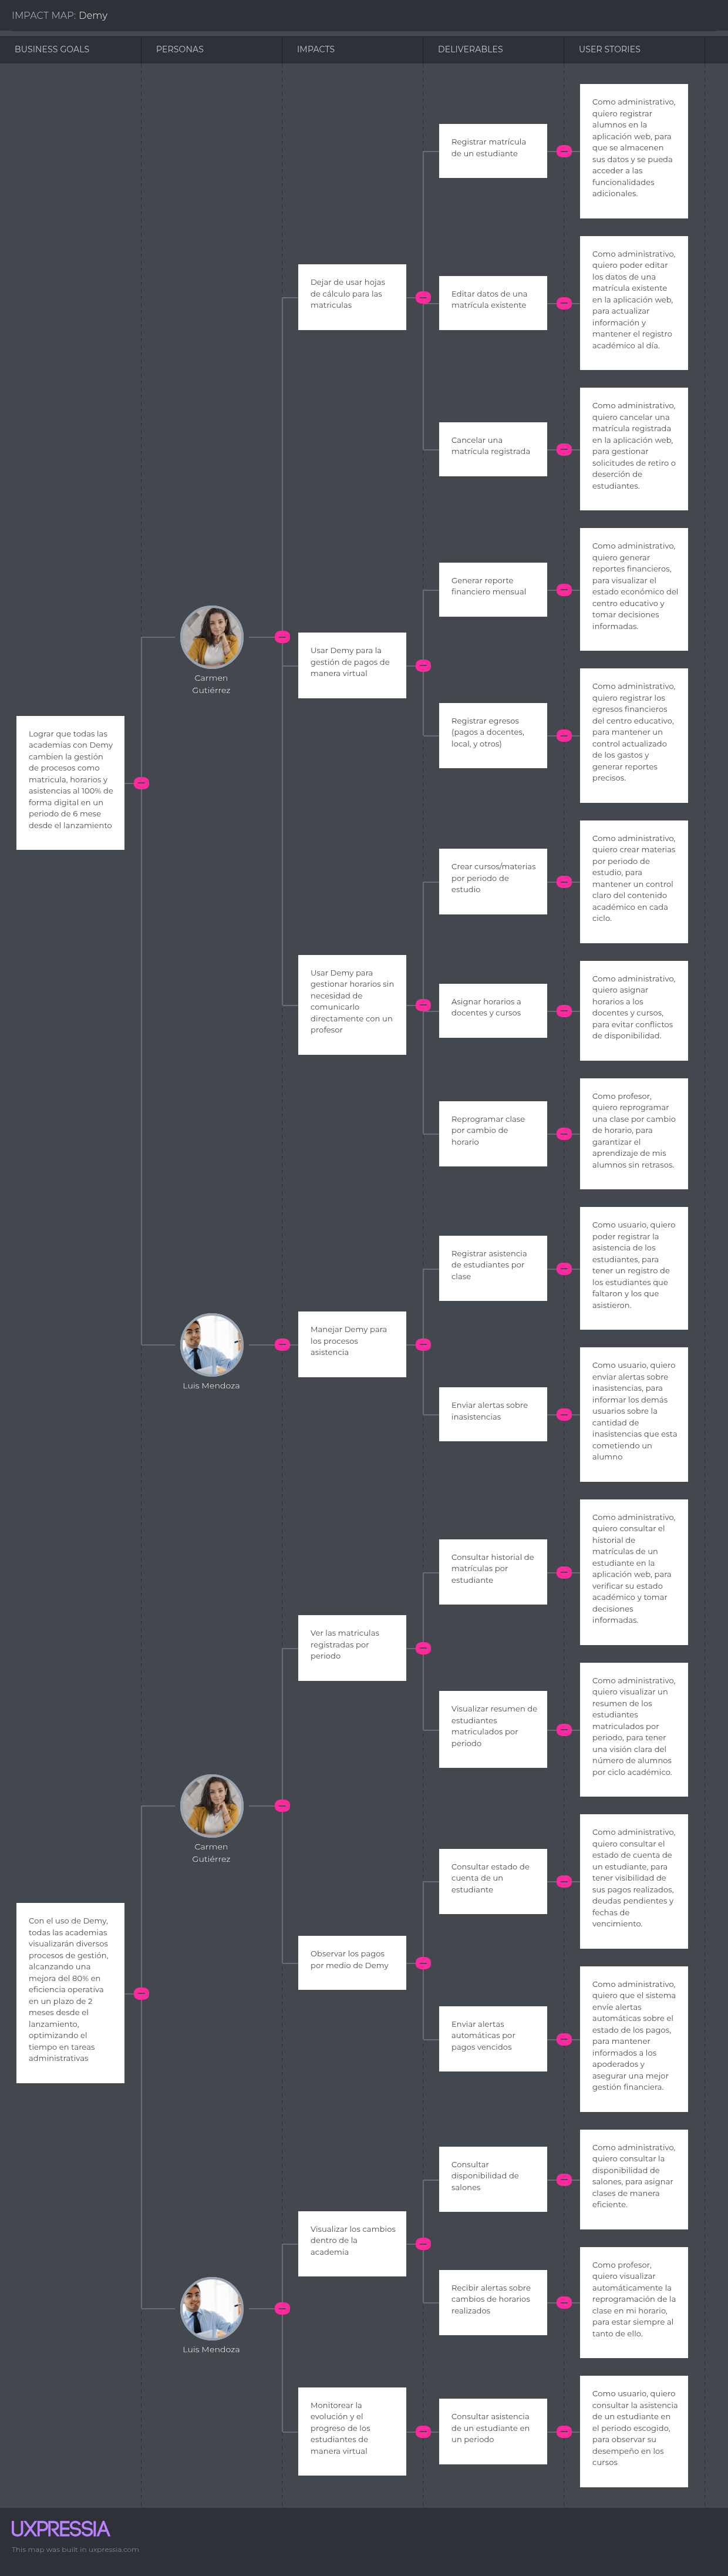 IMPACT MAP: Demy
BUSINESS GOALS
PERSONAS
IMPACTS
DELIVERABLES
USER STORIES
Lograr que todas las
academias con Demy
cambien la gestión
de procesos como
matricula, horarios y
asistencias al 100% de
forma digital en un
periodo de 6 mese
desde el lanzamiento
Carmen
Gutiérrez
Dejar de usar hojas
de cálculo para las
matriculas
Registrar matrícula
de un estudiante
Como administrativo,
quiero registrar
alumnos en la
aplicación web, para
que se almacenen
sus datos y se pueda
acceder a las
funcionalidades
adicionales.
Editar datos de una
matrícula existente
Como administrativo,
quiero poder editar
los datos de una
matrícula existente
en la aplicación web,
para actualizar
información y
mantener el registro
académico al día.
Cancelar una
matrícula registrada
Como administrativo,
quiero cancelar una
matrícula registrada
en la aplicación web,
para gestionar
solicitudes de retiro o
deserción de
estudiantes.
Usar Demy para la
gestión de pagos de
manera virtual
Generar reporte
financiero mensual
Como administrativo,
quiero generar
reportes financieros,
para visualizar el
estado económico del
centro educativo y
tomar decisiones
informadas.
Registrar egresos
(pagos a docentes,
local, y otros)
Como administrativo,
quiero registrar los
egresos financieros
del centro educativo,
para mantener un
control actualizado
de los gastos y
generar reportes
precisos.
Usar Demy para
gestionar horarios sin
necesidad de
comunicarlo
directamente con un
profesor
Crear cursos/materias
por periodo de
estudio
Como administrativo,
quiero crear materias
por periodo de
estudio, para
mantener un control
claro del contenido
académico en cada
ciclo.
Asignar horarios a
docentes y cursos
Como administrativo,
quiero asignar
horarios a los
docentes y cursos,
para evitar conflictos
de disponibilidad.
Reprogramar clase
por cambio de
horario
Como profesor,
quiero reprogramar
una clase por cambio
de horario, para
garantizar el
aprendizaje de mis
alumnos sin retrasos.
Luis Mendoza
Manejar Demy para
los procesos
asistencia
Registrar asistencia
de estudiantes por
clase
Como usuario, quiero
poder registrar la
asistencia de los
estudiantes, para
tener un registro de
los estudiantes que
faltaron y los que
asistieron.
Enviar alertas sobre
inasistencias
Como usuario, quiero
enviar alertas sobre
inasistencias, para
informar los demás
usuarios sobre la
cantidad de
inasistencias que esta
cometiendo un
alumno
Con el uso de Demy,
todas las academias
visualizarán diversos
procesos de gestión,
alcanzando una
mejora del 80% en
eficiencia operativa
en un plazo de 2
meses desde el
lanzamiento,
optimizando el
tiempo en tareas
administrativas
Carmen
Gutiérrez
Ver las matriculas
registradas por
periodo
Consultar historial de
matrículas por
estudiante
Como administrativo,
quiero consultar el
historial de
matrículas de un
estudiante en la
aplicación web, para
verificar su estado
académico y tomar
decisiones
informadas.
Visualizar resumen de
estudiantes
matriculados por
periodo
Como administrativo,
quiero visualizar un
resumen de los
estudiantes
matriculados por
periodo, para tener
una visión clara del
número de alumnos
por ciclo académico.
Observar los pagos
por medio de Demy
Consultar estado de
cuenta de un
estudiante
Como administrativo,
quiero consultar el
estado de cuenta de
un estudiante, para
tener visibilidad de
sus pagos realizados,
deudas pendientes y
fechas de
vencimiento.
Enviar alertas
automáticas por
pagos vencidos
Como administrativo,
quiero que el sistema
envíe alertas
automáticas sobre el
estado de los pagos,
para mantener
informados a los
apoderados y
asegurar una mejor
gestión financiera.
Luis Mendoza
Visualizar los cambios
dentro de la
academia
Consultar
disponibilidad de
salones
Como administrativo,
quiero consultar la
disponibilidad de
salones, para asignar
clases de manera
eficiente.
Recibir alertas sobre
cambios de horarios
realizados
Como profesor,
quiero visualizar
automáticamente la
reprogramación de la
clase en mi horario,
para estar siempre al
tanto de ello.
Monitorear la
evolución y el
progreso de los
estudiantes de
manera virtual
Consultar asistencia
de un estudiante en
un periodo
Como usuario, quiero
consultar la asistencia
de un estudiante en
el periodo escogido,
para observar su
desempeño en los
cursos
UXPRESSIA
This map was built in uxpressia.com